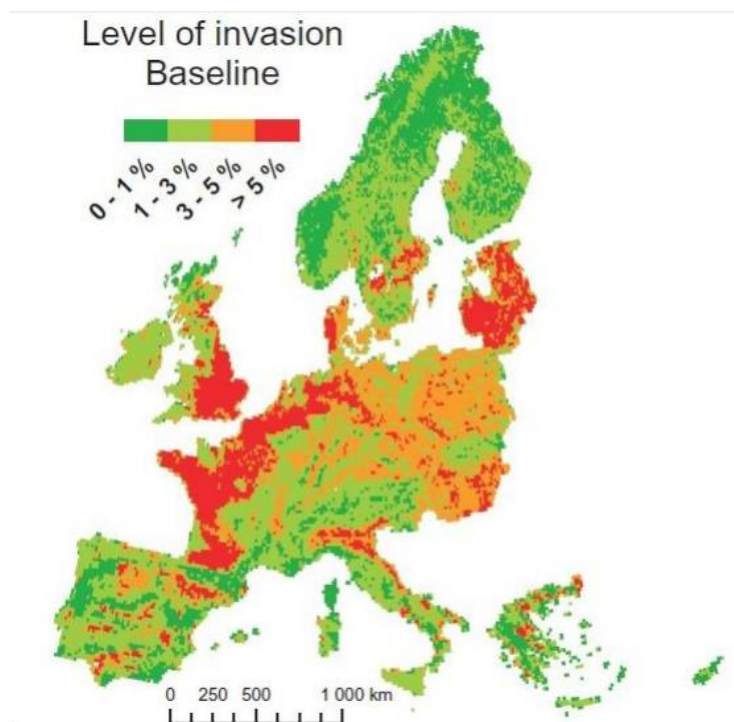 Level of invasion
Baseline
0 - 1 %
1 - 3 %
3 - 5 %
> 5 %
0 250 500 1 000 km